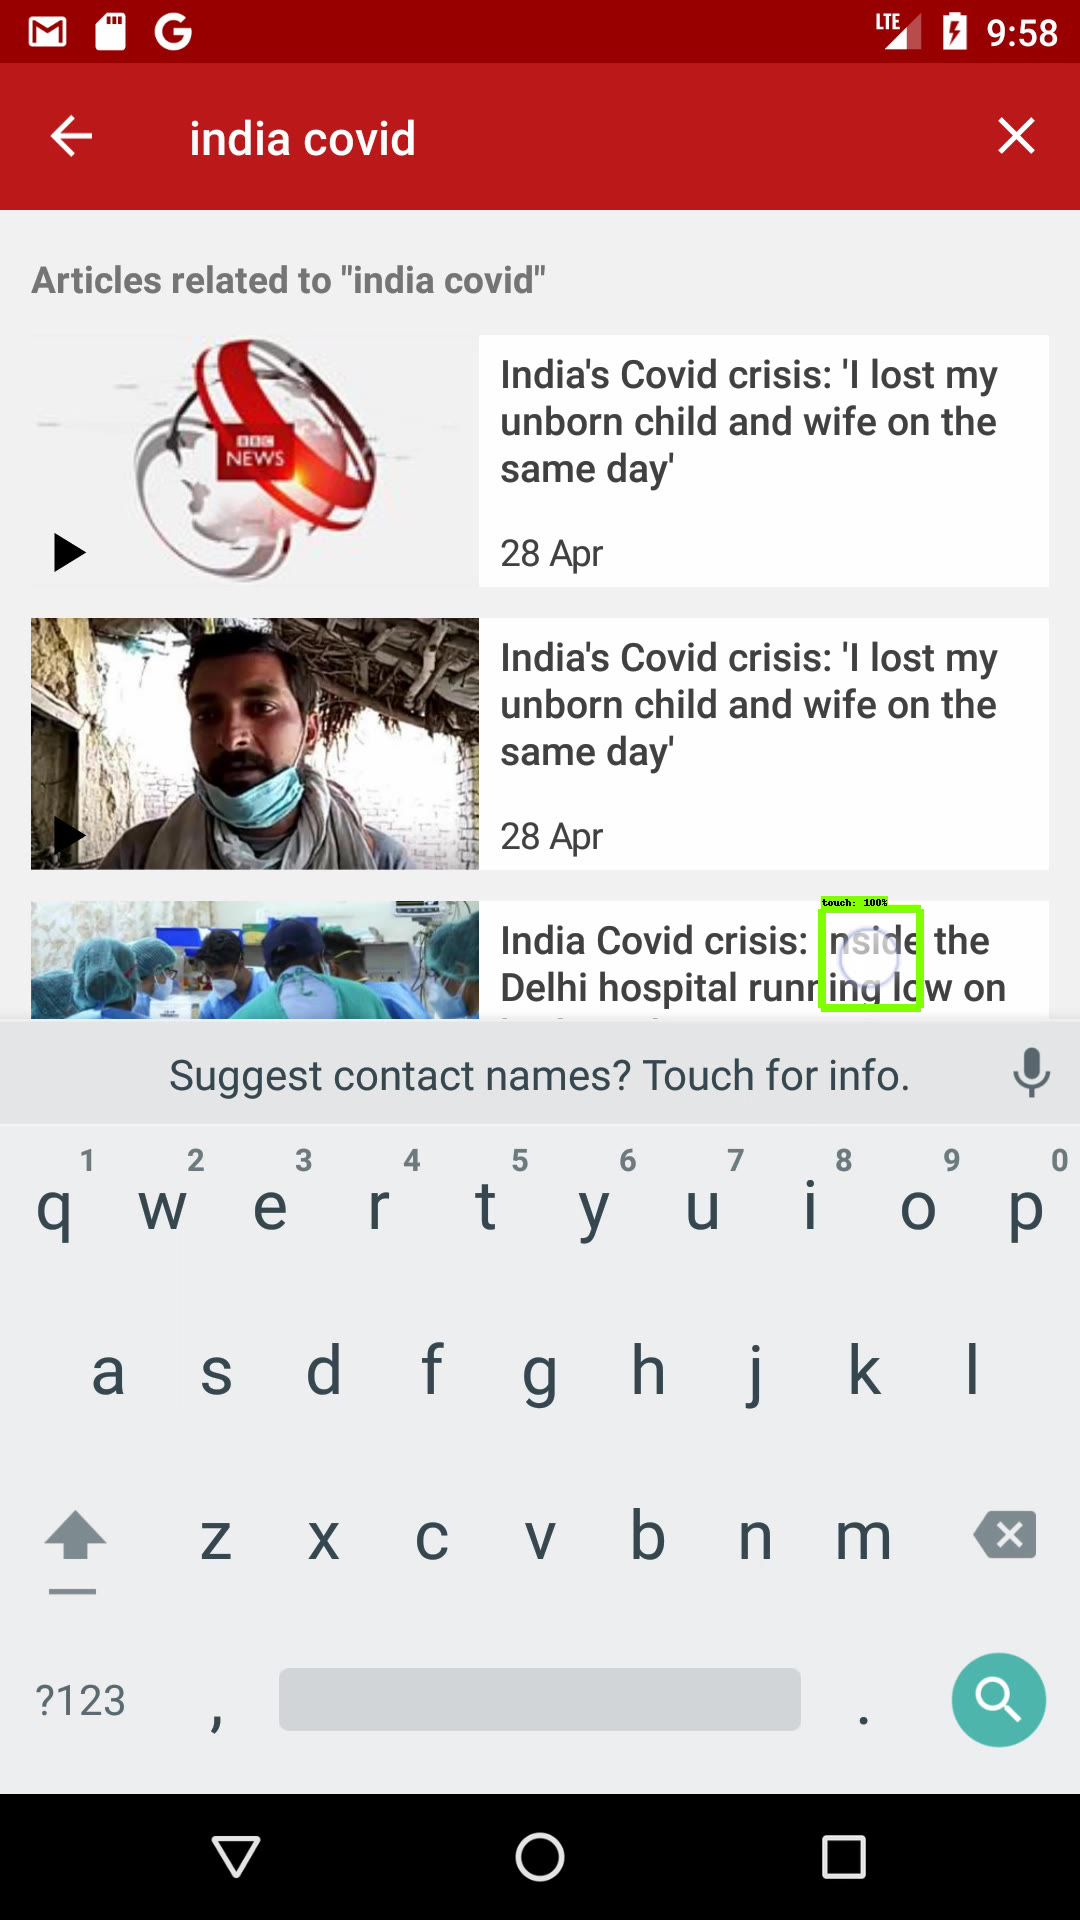 LTE 9:58
india covid
Articles related to "india covid"
BBC
NEWS
India's Covid crisis: 'I lost my
unborn child and wife on the
same day'
28 Apr
India's Covid crisis: 'I lost my
unborn child and wife on the
same day'
28 Apr
touch: 100%
India Covid crisis: Inside the
Delhi hospital running low on
Suggest contact names? Touch for info.
1 2 3 4 5 6 7 8 9 0
q w e r t y u i o p
a s d f g h j k l
z x c v b n m
?123 , .